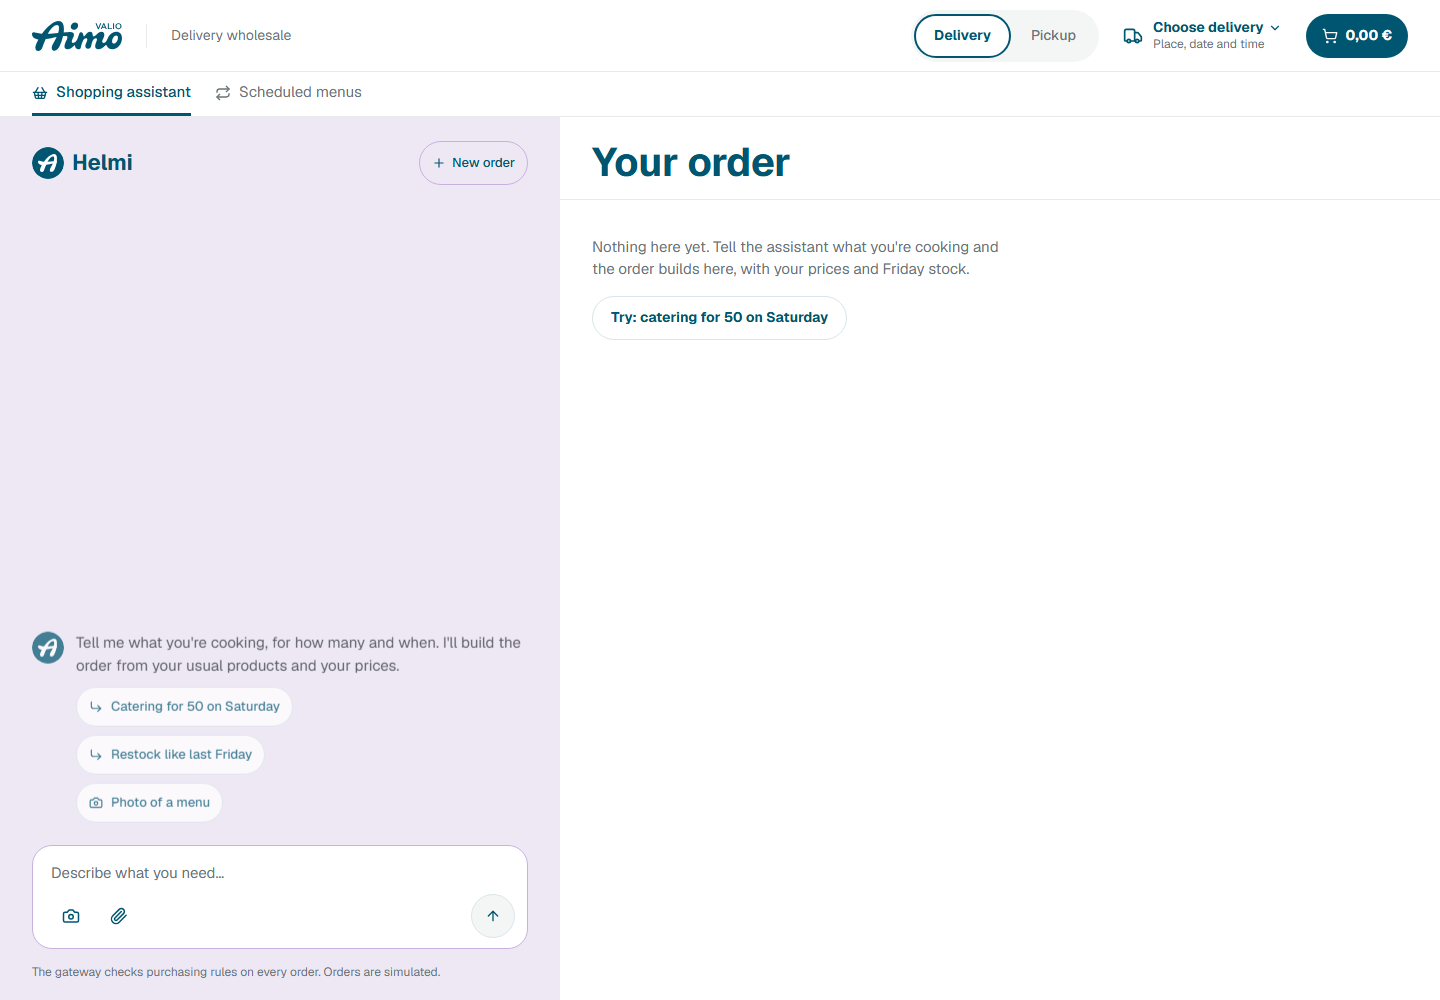 VALIO
Aimo
Delivery wholesale
Delivery
Pickup
Choose delivery
Place, date and time
0,00 €
Shopping assistant
Scheduled menus
Helmi
New order
Your order
Nothing here yet. Tell the assistant what you're cooking and
the order builds here, with your prices and Friday stock.
Try: catering for 50 on Saturday
Tell me what you're cooking, for how many and when. I'll build the
order from your usual products and your prices.
Catering for 50 on Saturday
Restock like last Friday
Photo of a menu
Describe what you need...
The gateway checks purchasing rules on every order. Orders are simulated.